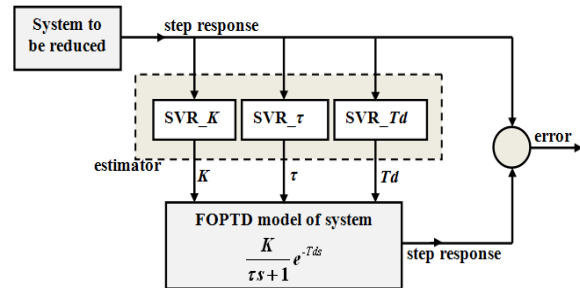 System to
be reduced
step response
SVR_K
SVR_τ
SVR_Td
error
estimator
K
τ
Td
FOPTD model of system
K
τs+1
e^-Tds
step response